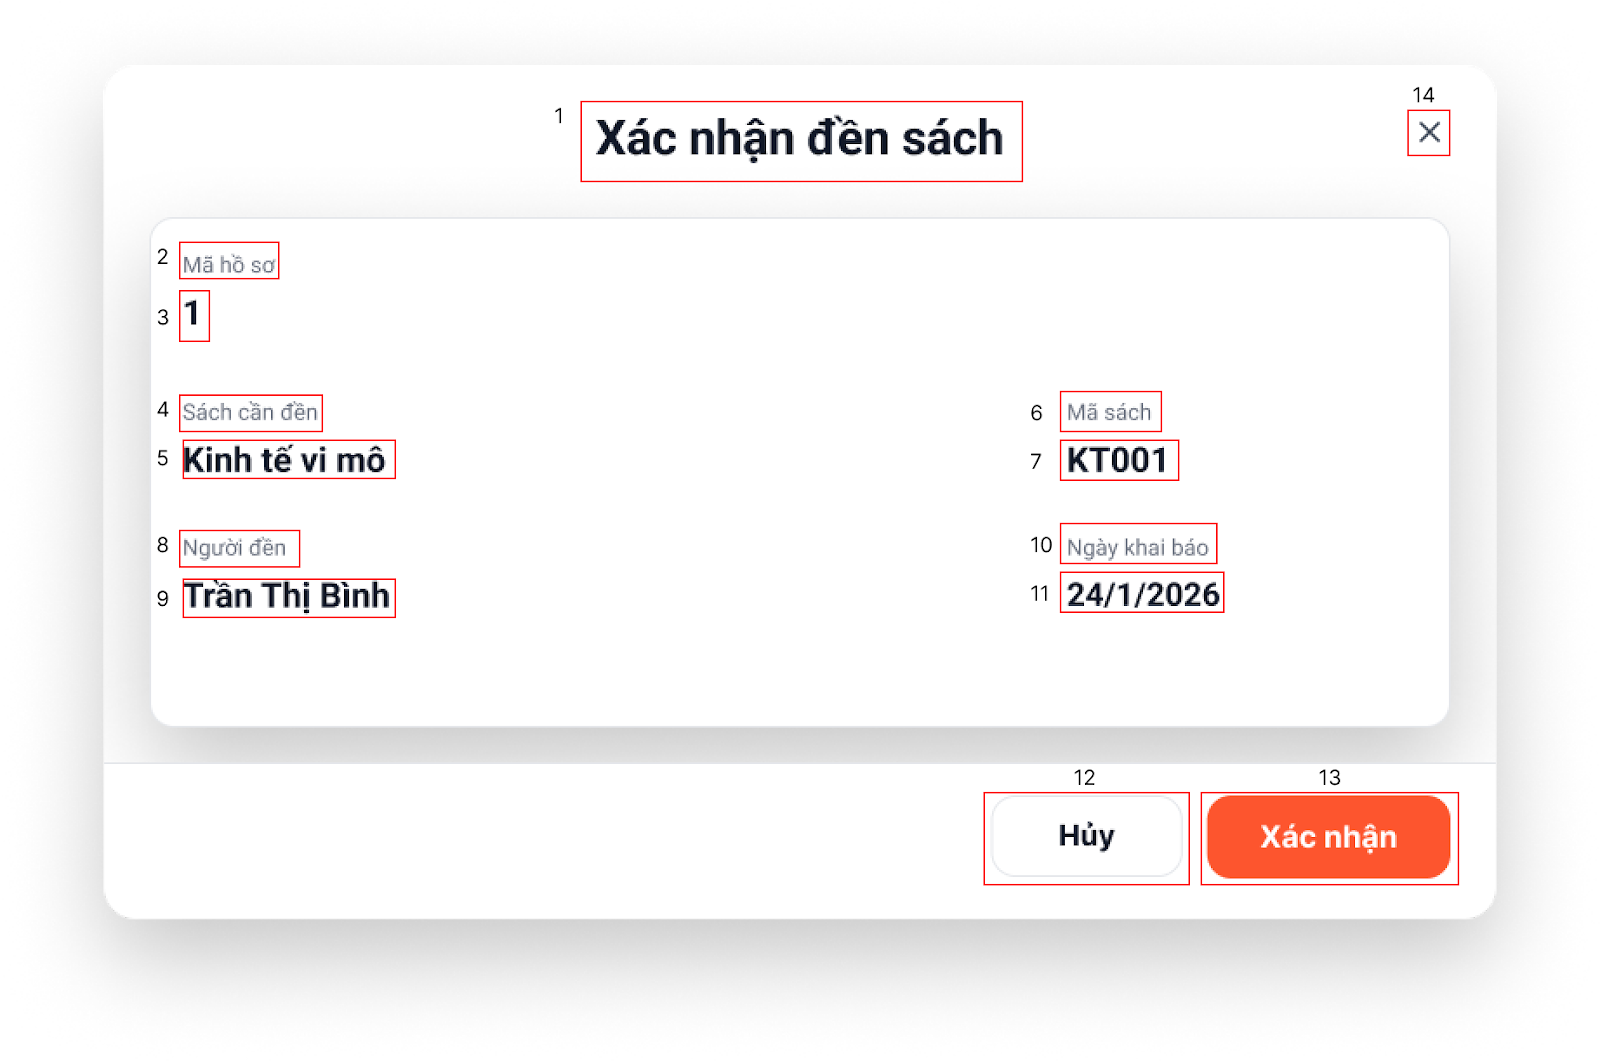 14
1 Xác nhận đền sách
2 Mã hồ sơ
3 1
4 Sách cần đền
6 Mã sách
5 Kinh tế vi mô
7 KT001
8 Người đền
10 Ngày khai báo
9 Trần Thị Bình
11 24/1/2026
12 13
Hủy Xác nhận